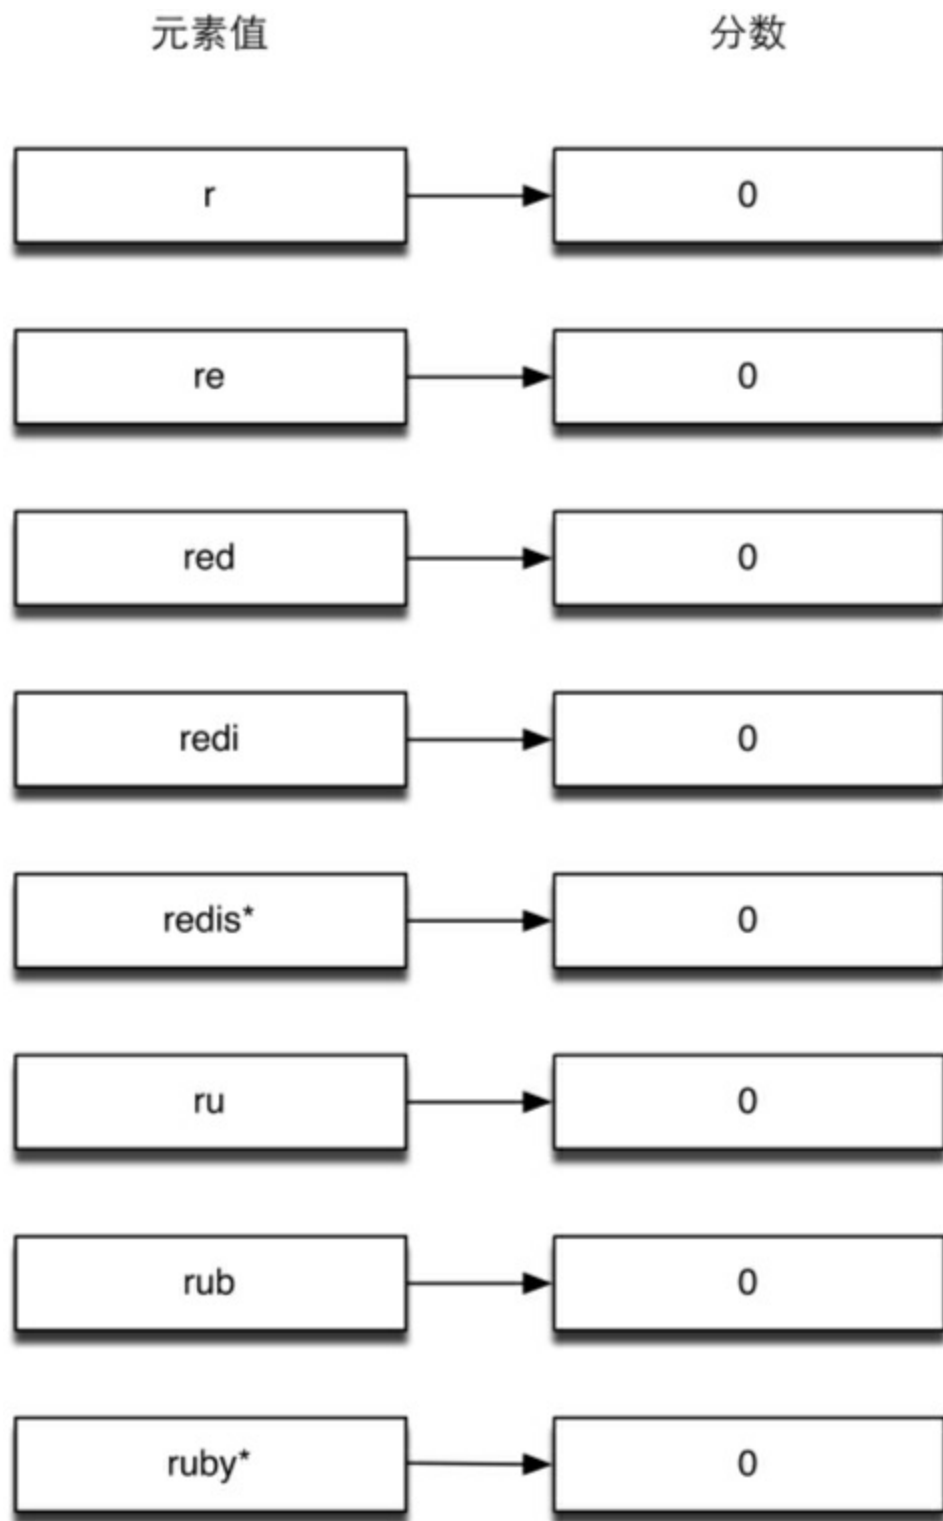 元素值 分数
r 0
re 0
red 0
redi 0
redis* 0
ru 0
rub 0
ruby* 0